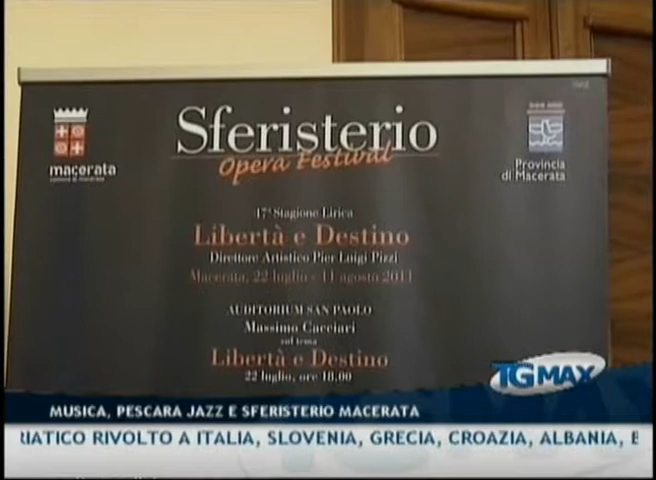 Sferisterio
Opera Festival
macerata
Provincia
di Macerata
17ª Stagione Lirica
Libertà e Destino
Direttore Artistico Pier Luigi Pizzi
Macerata, 22 luglio - 11 agosto 2011
AUDITORIUM SAN PAOLO
Massimo Cacciari
sul tema
Libertà e Destino
22 luglio, ore 18,00
TGMAX
MUSICA, PESCARA JAZZ E SFERISTERIO MACERATA
RIATICO RIVOLTO A ITALIA, SLOVENIA, GRECIA, CROAZIA, ALBANIA,